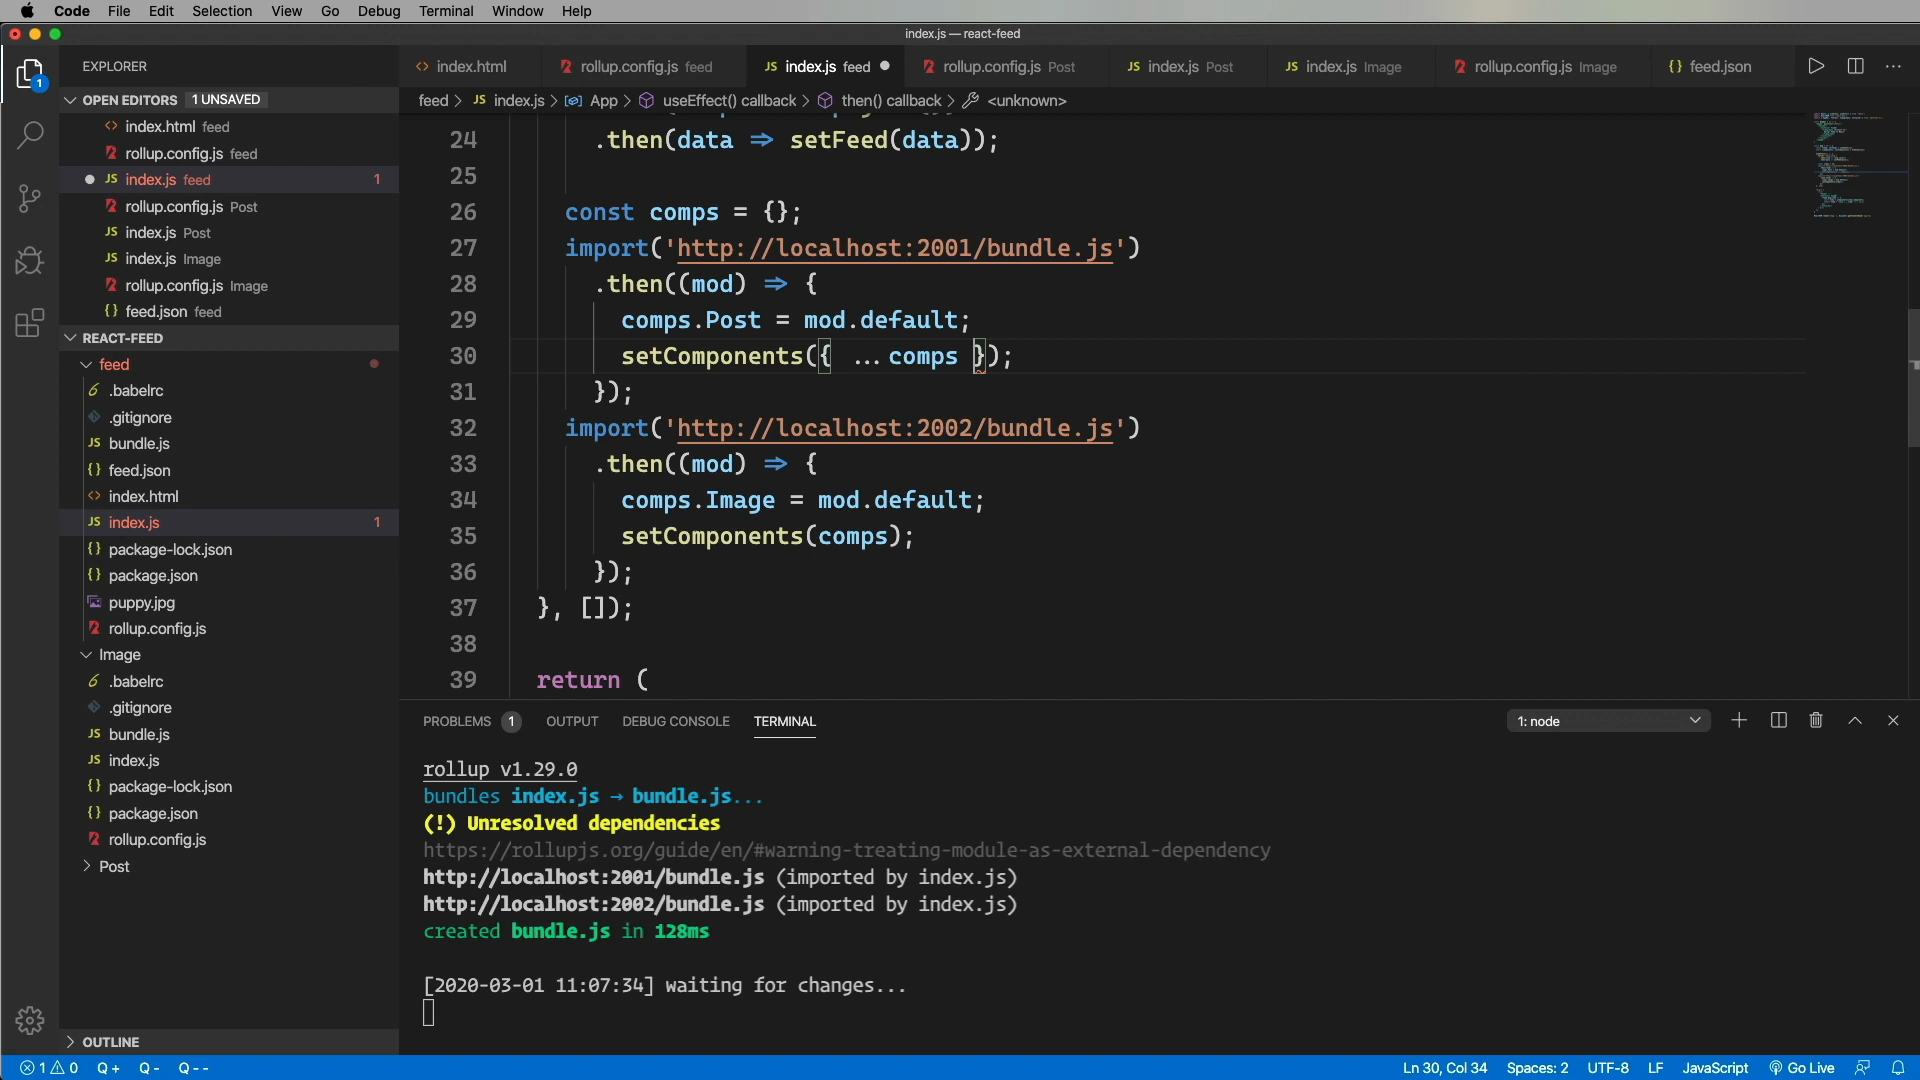 Code File Edit Selection View Go Debug Terminal Window Help
index.js — react-feed
EXPLORER
index.html
rollup.config.js feed
index.js feed
rollup.config.js Post
index.js Post
index.js Image
rollup.config.js Image
feed.json
feed > JS index.js > App > useEffect() callback > then() callback > <unknown>
OPEN EDITORS 1 UNSAVED
index.html feed
rollup.config.js feed
JS index.js feed 1
rollup.config.js Post
JS index.js Post
JS index.js Image
rollup.config.js Image
{} feed.json feed
REACT-FEED
feed
.babelrc
.gitignore
JS bundle.js
{} feed.json
<> index.html
JS index.js 1
{} package-lock.json
{} package.json
puppy.jpg
rollup.config.js
Image
.babelrc
.gitignore
JS bundle.js
JS index.js
{} package-lock.json
{} package.json
rollup.config.js
> Post
OUTLINE
24 .then(data => setFeed(data));
25
26 const comps = {};
27 import('http://localhost:2001/bundle.js')
28 .then((mod) => {
29 comps.Post = mod.default;
30 setComponents({ ...comps });
31 });
32 import('http://localhost:2002/bundle.js')
33 .then((mod) => {
34 comps.Image = mod.default;
35 setComponents(comps);
36 });
37 }, []);
38
39 return (
PROBLEMS 1 OUTPUT DEBUG CONSOLE TERMINAL 1: node
rollup v1.29.0
bundles index.js → bundle.js...
(!) Unresolved dependencies
https://rollupjs.org/guide/en/#warning-treating-module-as-external-dependency
http://localhost:2001/bundle.js (imported by index.js)
http://localhost:2002/bundle.js (imported by index.js)
created bundle.js in 128ms
[2020-03-01 11:07:34] waiting for changes...
1 0 Q+ Q- Q-- Ln 30, Col 34 Spaces: 2 UTF-8 LF JavaScript Go Live